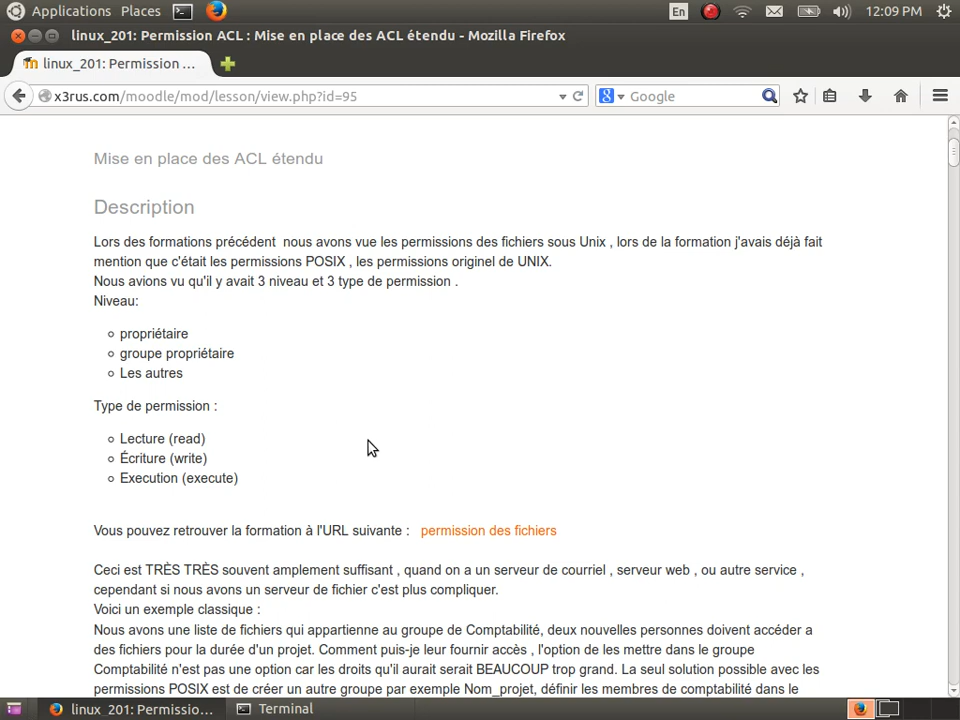 Applications Places En 12:09 PM
linux_201: Permission ACL : Mise en place des ACL étendu - Mozilla Firefox
linux_201: Permission ...
x3rus.com/moodle/mod/lesson/view.php?id=95 Google
Mise en place des ACL étendu
Description
Lors des formations précédent nous avons vue les permissions des fichiers sous Unix , lors de la formation j'avais déjà fait
mention que c'était les permissions POSIX , les permissions originel de UNIX.
Nous avions vu qu'il y avait 3 niveau et 3 type de permission .
Niveau:
propriétaire
groupe propriétaire
Les autres
Type de permission :
Lecture (read)
Écriture (write)
Execution (execute)
Vous pouvez retrouver la formation à l'URL suivante : permission des fichiers
Ceci est TRÈS TRÈS souvent amplement suffisant , quand on a un serveur de courriel , serveur web , ou autre service ,
cependant si nous avons un serveur de fichier c'est plus compliquer.
Voici un exemple classique :
Nous avons une liste de fichiers qui appartienne au groupe de Comptabilité, deux nouvelles personnes doivent accéder a
des fichiers pour la durée d'un projet. Comment puis-je leur fournir accès , l'option de les mettre dans le groupe
Comptabilité n'est pas une option car les droits qu'il aurait serait BEAUCOUP trop grand. La seul solution possible avec les
permissions POSIX est de créer un autre groupe par exemple Nom_projet, définir les membres de comptabilité dans le
linux_201: Permissio... Terminal